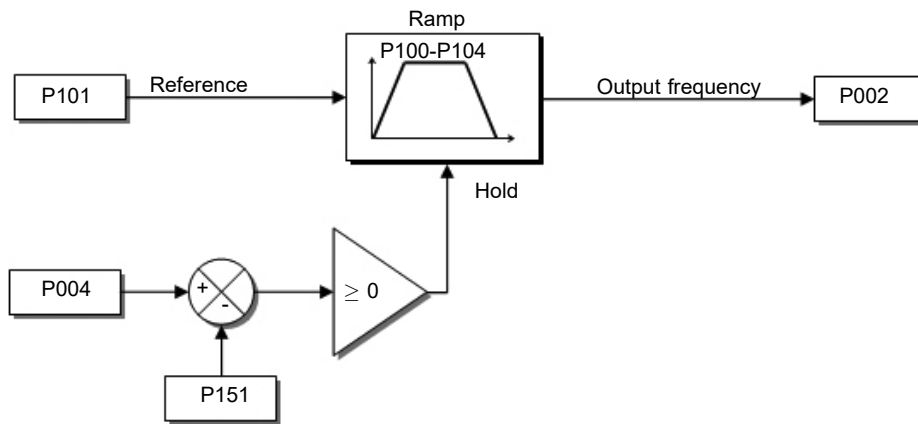 Ramp
P100-P104
P101
Reference
Output frequency
P002
Hold
P004
+
-
≥ 0
P151